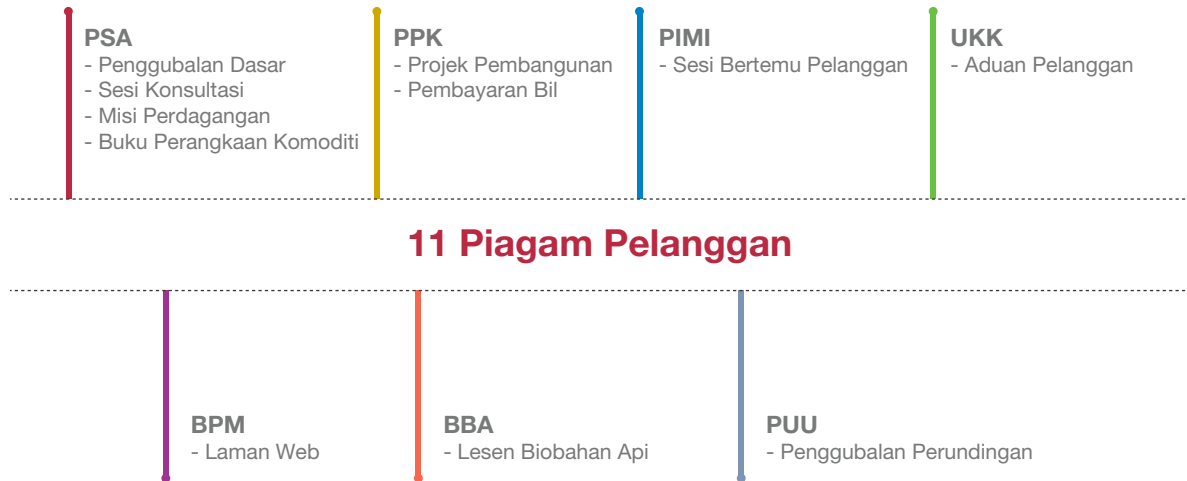 PSA
- Penggubalan Dasar
- Sesi Konsultasi
- Misi Perdagangan
- Buku Perangkaan Komoditi
PPK
- Projek Pembangunan
- Pembayaran Bil
PIMI
- Sesi Bertemu Pelanggan
UKK
- Aduan Pelanggan
11 Piagam Pelanggan
BPM
- Laman Web
BBA
- Lesen Biobahan Api
PUU
- Penggubalan Perundingan